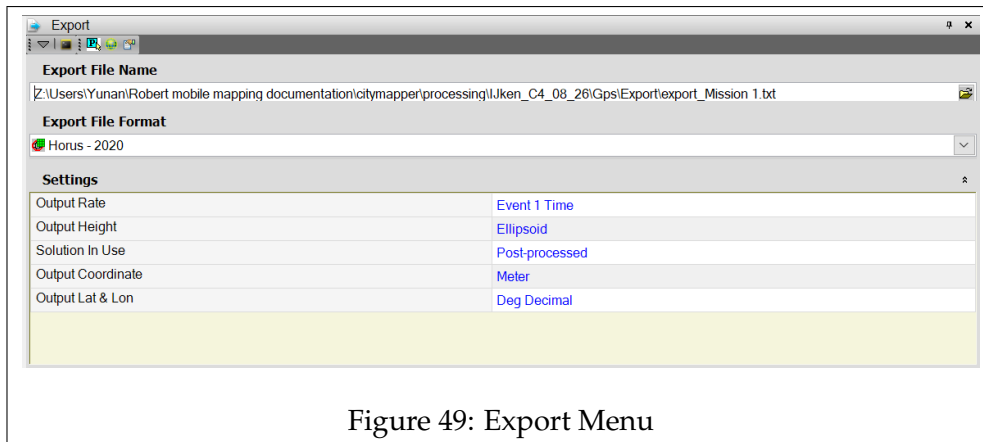 Export
Export File Name
Z:\Users\Yunan\Robert mobile mapping documentation\citymapper\processing\IJken_C4_08_26\Gps\Export\export_Mission 1.txt
Export File Format
Horus - 2020
Settings
Output Rate Event 1 Time
Output Height Ellipsoid
Solution In Use Post-processed
Output Coordinate Meter
Output Lat & Lon Deg Decimal
Figure 49: Export Menu